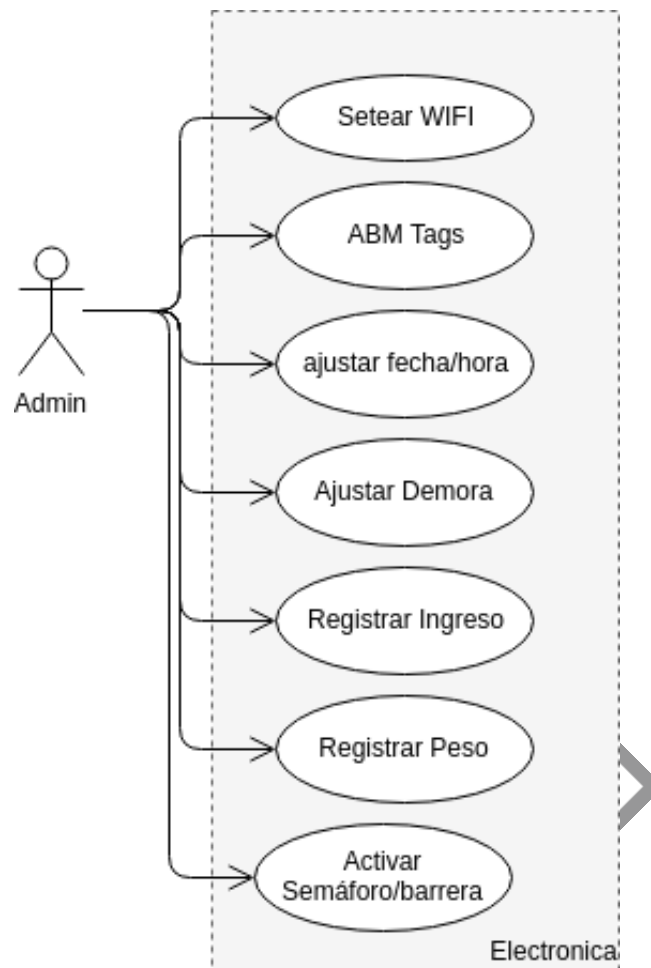 Setear WIFI
ABM Tags
Admin
ajustar fecha/hora
Ajustar Demora
Registrar Ingreso
Registrar Peso
Activar
Semáforo/barrera
Electronica